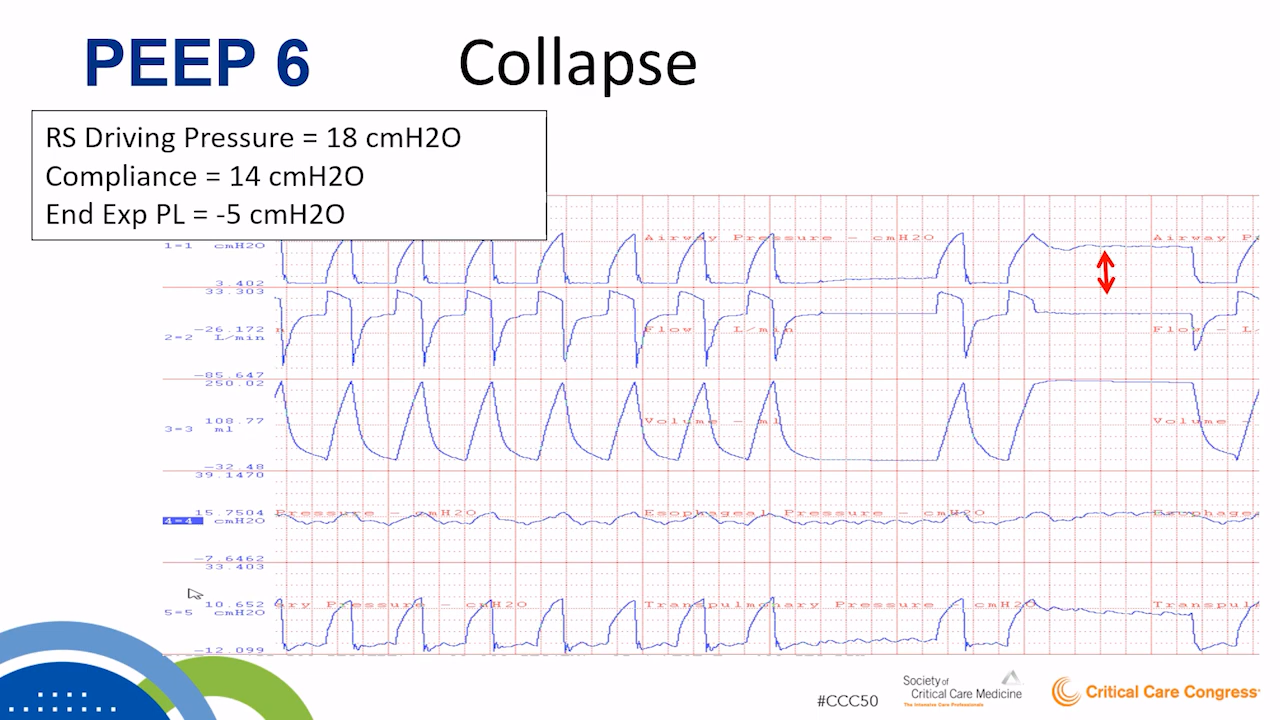 PEEP 6 Collapse
RS Driving Pressure = 18 cmH2O
Compliance = 14 cmH2O
End Exp PL = -5 cmH2O
1=1 cmH2O
Airway Pressure - cmH2O
Airway P
3.402
33.303
-26.172
2=2 L/min
Flow - L/min
Flow - L/
-85.647
250.02
108.77
3=3 ml
Volume - ml
Volume -
-32.48
39.1470
15.7504
4=4 cmH2O
Pressure - cmH2O
Esophageal Pressure - cmH2O
Esophagea
-7.6462
33.403
10.652
5=5 cmH2O
ary Pressure - cmH2O
Transpulmonary Pressure - cmH2O
Transpul
-12.099
#CCC50
Society of
Critical Care Medicine
The Intensive Care Professionals
Critical Care Congress